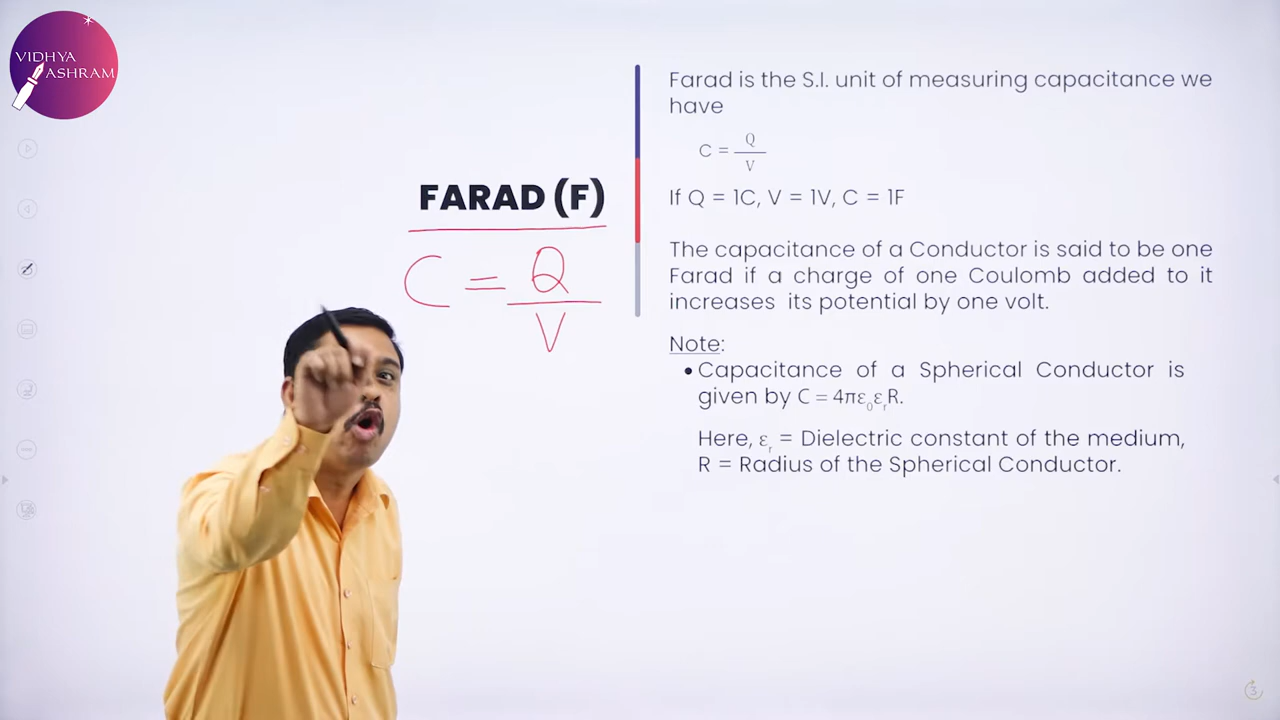 VIDHYA
ASHRAM
FARAD (F)
C = Q
V
Farad is the S.I. unit of measuring capacitance we
have
C = Q
V
If Q = 1C, V = 1V, C = 1F
The capacitance of a Conductor is said to be one
Farad if a charge of one Coulomb added to it
increases its potential by one volt.
Note:
• Capacitance of a Spherical Conductor is
given by C = 4πε₀εᵣR.
Here, εᵣ = Dielectric constant of the medium,
R = Radius of the Spherical Conductor.
3